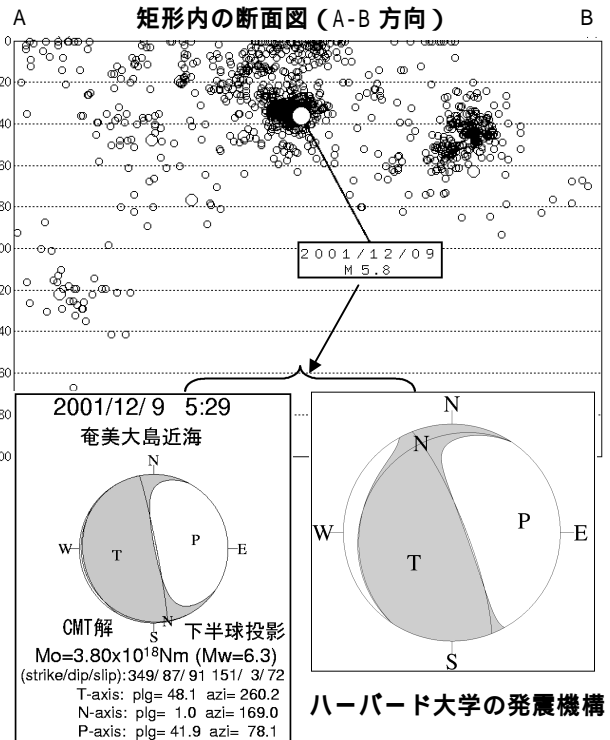 A 矩形内の断面図（A-B 方向） B
0
20
40
60
80
00
20
40
60
80
00
2001/12/09
M 5.8
2001/12/ 9 5:29
奄美大島近海
N
W
T
P
E
N
S
CMT解
下半球投影
Mo=3.80x10¹⁸Nm (Mw=6.3)
(strike/dip/slip): 349/ 87/ 91 151/ 3/ 72
T-axis: plg= 48.1 azi= 260.2
N-axis: plg= 1.0 azi= 169.0
P-axis: plg= 41.9 azi= 78.1
N
N
W
P
E
T
S
ハーバード大学の発震機構